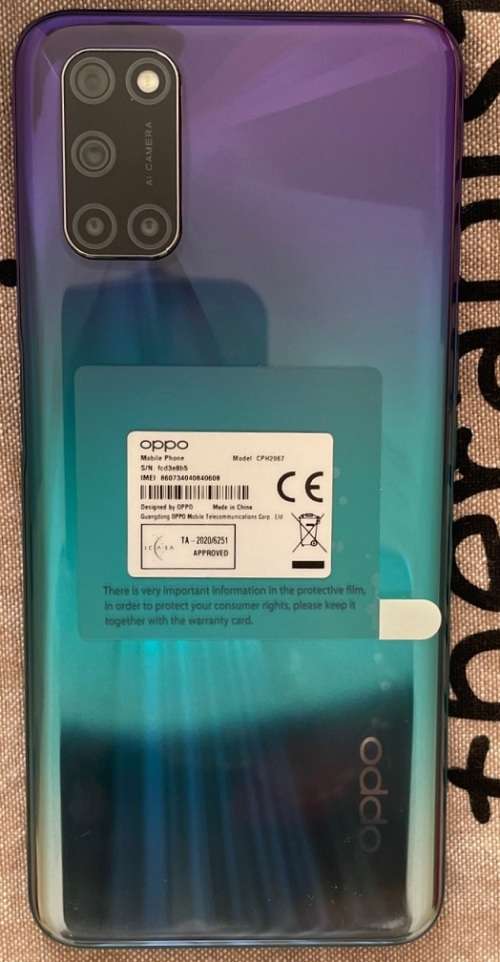 AI CAMERA
oppo
Mobile Phone Model CPH2067
S/N: fcd3e8b5
IMEI 860734040840608
Designed by OPPO Made in China
Guangdong OPPO Mobile Telecommunications Corp., Ltd
CE
ICASA
TA - 2020/6251
APPROVED
There is very important information in the protective film,
In order to protect your consumer rights, please keep it
together with the warranty card.
oppo